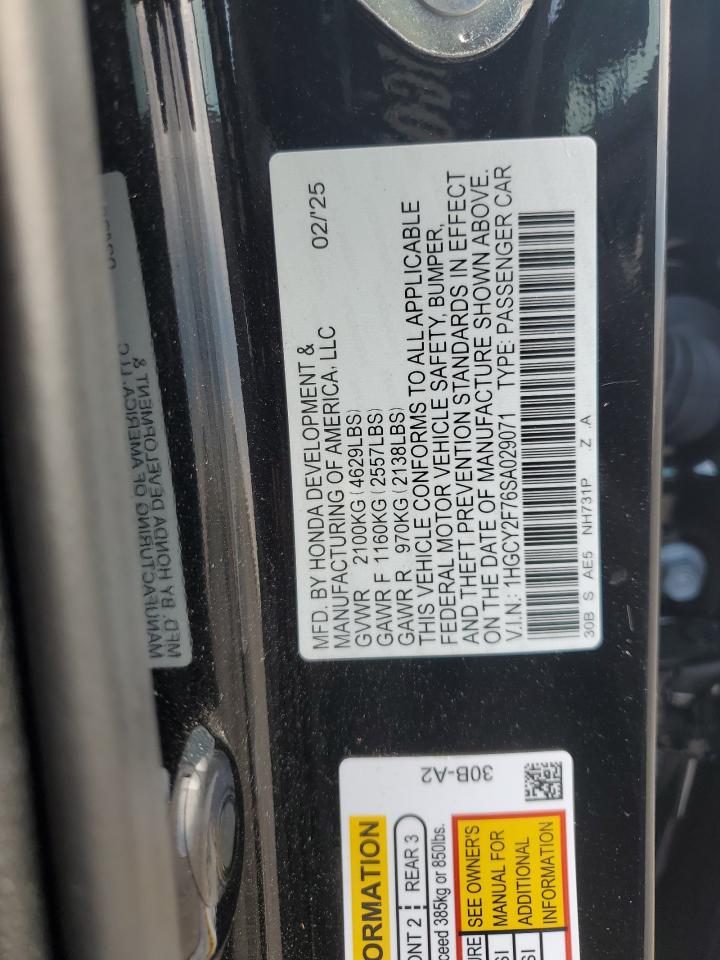 MFD. BY HONDA DEVELOPMENT &
MANUFACTURING OF AMERICA, LLC 02/'25
GVWR 2100KG (4629LBS)
GAWR F 1160KG (2557LBS)
GAWR R 970KG (2138LBS)
THIS VEHICLE CONFORMS TO ALL APPLICABLE
FEDERAL MOTOR VEHICLE SAFETY, BUMPER,
AND THEFT PREVENTION STANDARDS IN EFFECT
ON THE DATE OF MANUFACTURE SHOWN ABOVE.
V.I.N.: 1HGCY2F76SA029071 TYPE: PASSENGER CAR
30B S AE5 NH731P .Z .A
30B-A2
ORMATION
ONT 2 REAR 3
ceed 385kg or 850lbs.
URE SEE OWNER'S
SI MANUAL FOR
SI ADDITIONAL
INFORMATION
MFD. BY HONDA DEVELOPMENT &
MANUFACTURING OF AMERICA, LLC